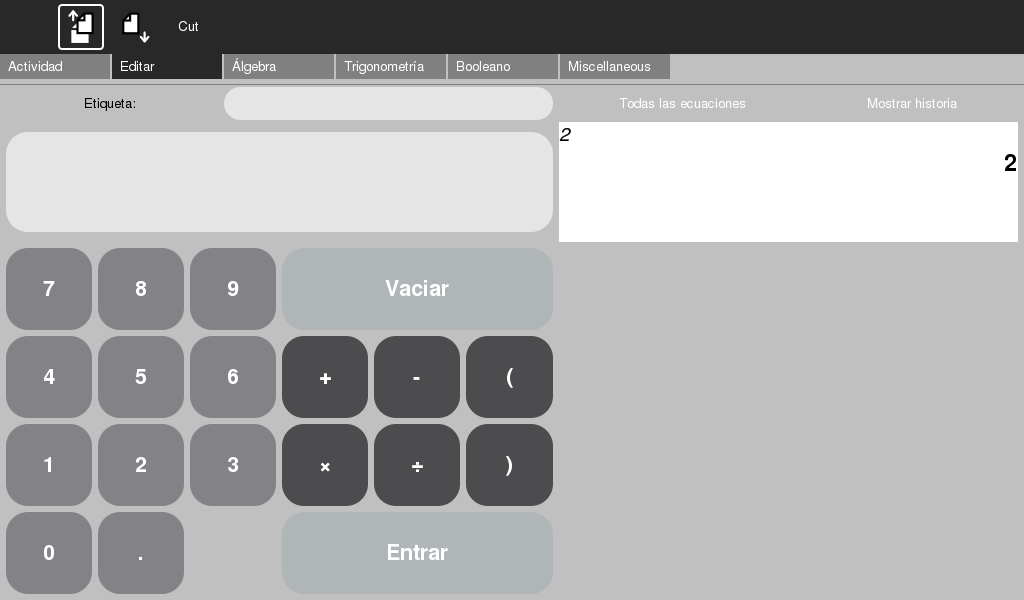 Cut
Actividad Editar Álgebra Trigonometría Booleano Miscellaneous
Etiqueta: Todas las ecuaciones Mostrar historia
2
2
7 8 9 Vaciar
4 5 6 + - (
1 2 3 × ÷ )
0 . Entrar